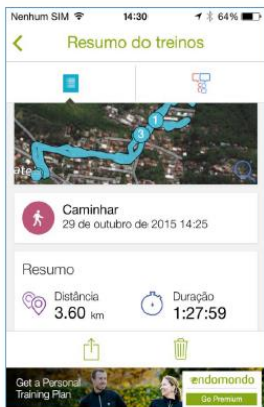 Nenhum SIM 14:30 64%
Resumo do treinos
1
3
Caminhar
29 de outubro de 2015 14:25
Resumo
Distância
3.60 km
Duração
1:27:59
Get a Personal
Training Plan
endomondo
Go Premium